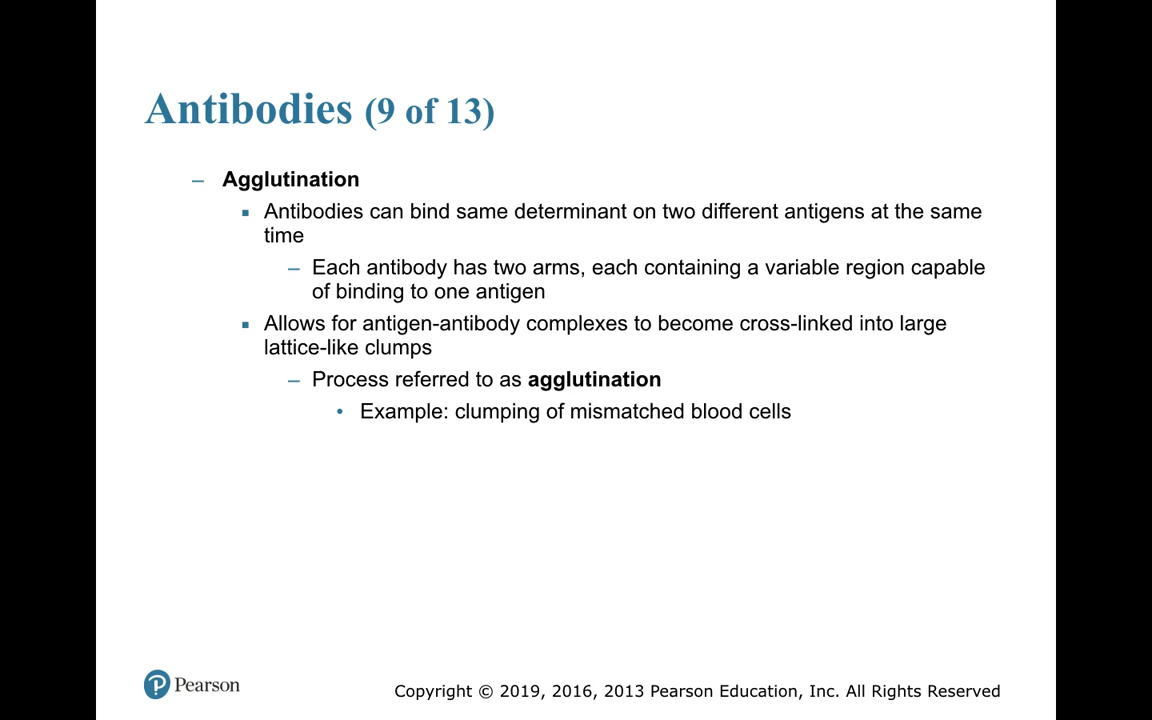 Antibodies (9 of 13)
– Agglutination
▪ Antibodies can bind same determinant on two different antigens at the same
time
– Each antibody has two arms, each containing a variable region capable
of binding to one antigen
▪ Allows for antigen-antibody complexes to become cross-linked into large
lattice-like clumps
– Process referred to as agglutination
• Example: clumping of mismatched blood cells
Pearson
Copyright © 2019, 2016, 2013 Pearson Education, Inc. All Rights Reserved